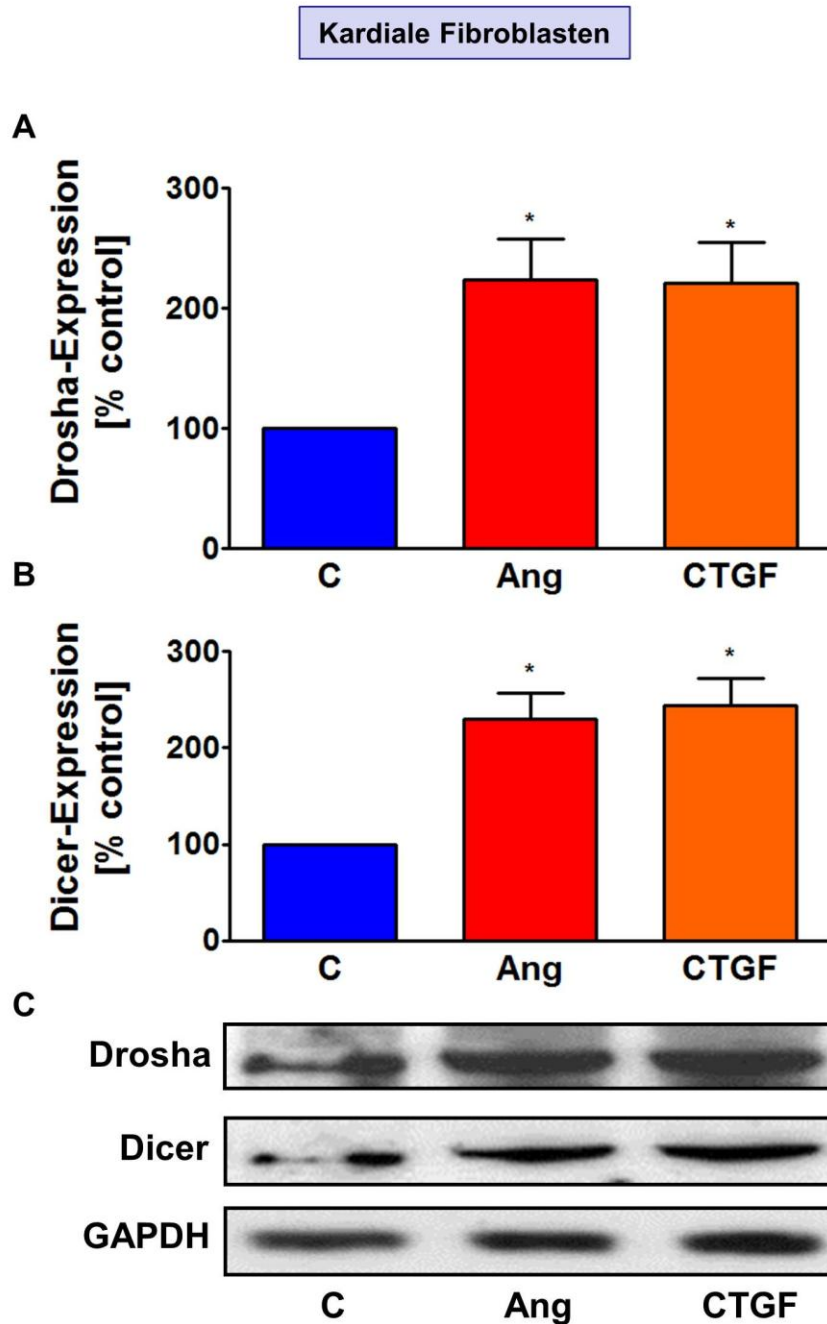 Kardiale Fibroblasten
A
Drosha-Expression
[% control]
300
200
100
0
*
*
C Ang CTGF
B
Dicer-Expression
[% control]
300
200
100
0
*
*
C Ang CTGF
C
Drosha
Dicer
GAPDH
C Ang CTGF